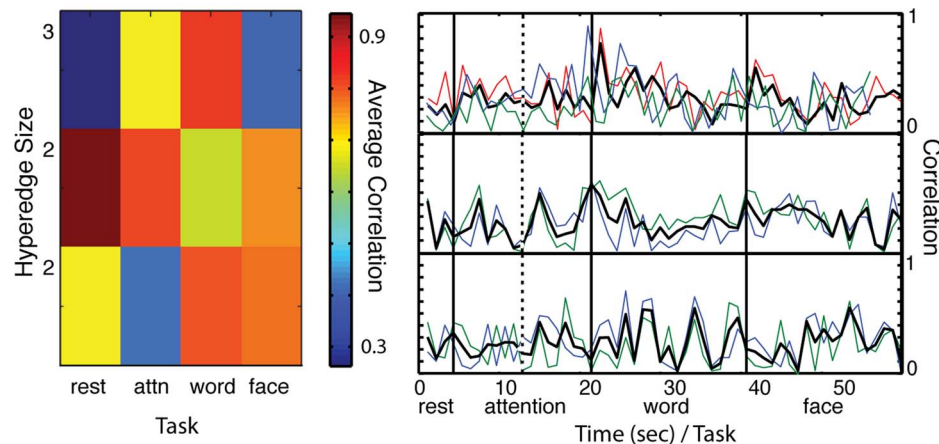 3
2
2
Hyperedge Size
rest attn word face
Task
0.9
0.3
Average Correlation
1
0
1
0
Correlation
0 10 20 30 40 50
rest attention word face
Time (sec) / Task